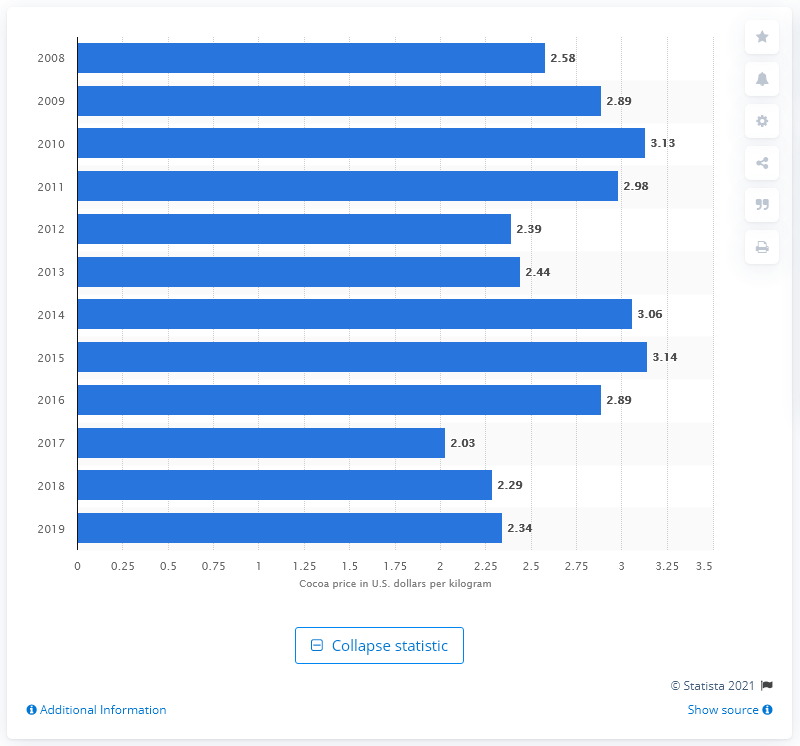 2008 2.58
2009 2.89
2010 3.13
2011 2.98
2012 2.39
2013 2.44
2014 3.06
2015 3.14
2016 2.89
2017 2.03
2018 2.29
2019 2.34
0 0.25 0.5 0.75 1 1.25 1.5 1.75 2 2.25 2.5 2.75 3 3.25 3.5
Cocoa price in U.S. dollars per kilogram
Collapse statistic
© Statista 2021
Additional Information Show source